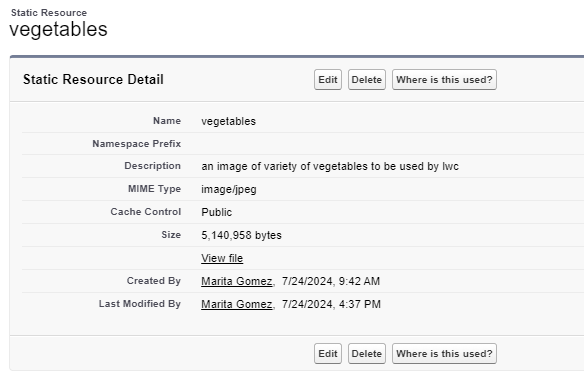 Static Resource
vegetables
Static Resource Detail Edit Delete Where is this used?
Name vegetables
Namespace Prefix
Description an image of variety of vegetables to be used by lwc
MIME Type image/jpeg
Cache Control Public
Size 5,140,958 bytes
View file
Created By Marita Gomez, 7/24/2024, 9:42 AM
Last Modified By Marita Gomez, 7/24/2024, 4:37 PM
Edit Delete Where is this used?